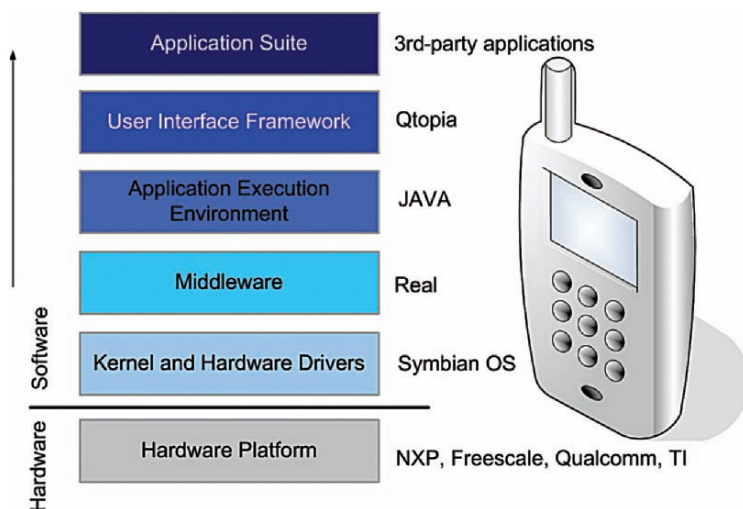 Application Suite
3rd-party applications
User Interface Framework
Qtopia
Application Execution
Environment
JAVA
Middleware
Real
Kernel and Hardware Drivers
Symbian OS
Software
Hardware Platform
NXP, Freescale, Qualcomm, TI
Hardware